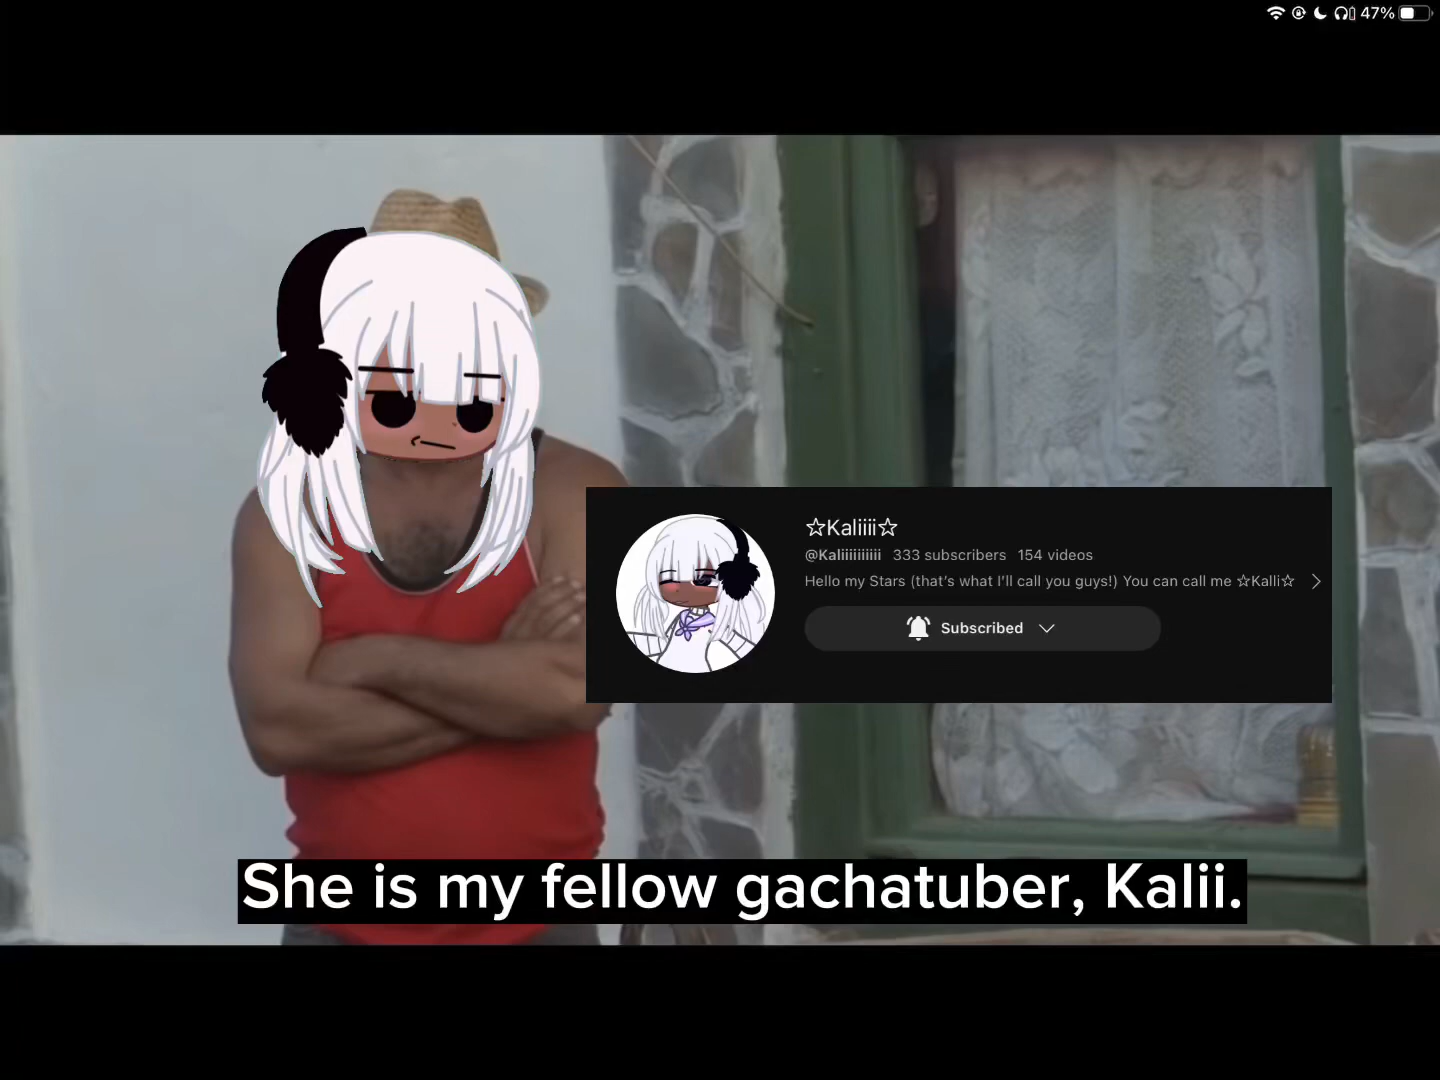 47%
☆Kaliiii☆
@Kaliiiiiiiiiii 333 subscribers 154 videos
Hello my Stars (that's what I'll call you guys!) You can call me ☆Kalli☆
Subscribed
She is my fellow gachatuber, Kalii.